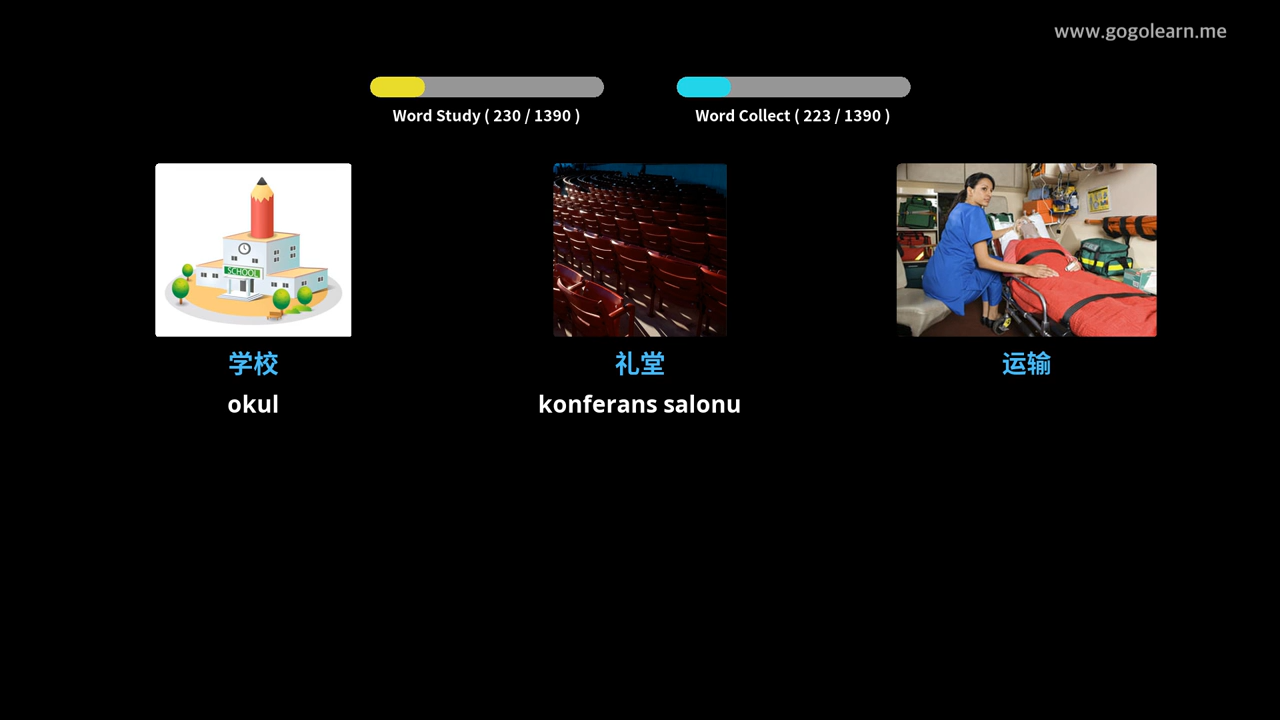 www.gogolearn.me
Word Study ( 230 / 1390 )
Word Collect ( 223 / 1390 )
SCHOOL
学校
礼堂
运输
okul
konferans salonu